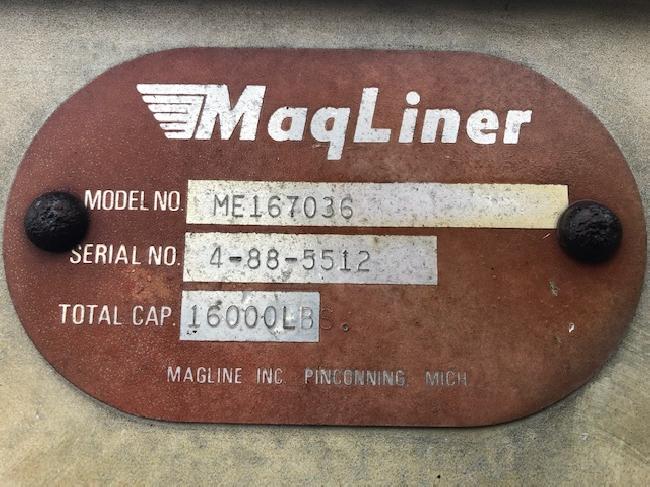 MagLiner
MODEL NO. ME167036
SERIAL NO. 4-88-5512
TOTAL CAP. 16000LBS.
MAGLINE INC. PINCONNING, MICH.